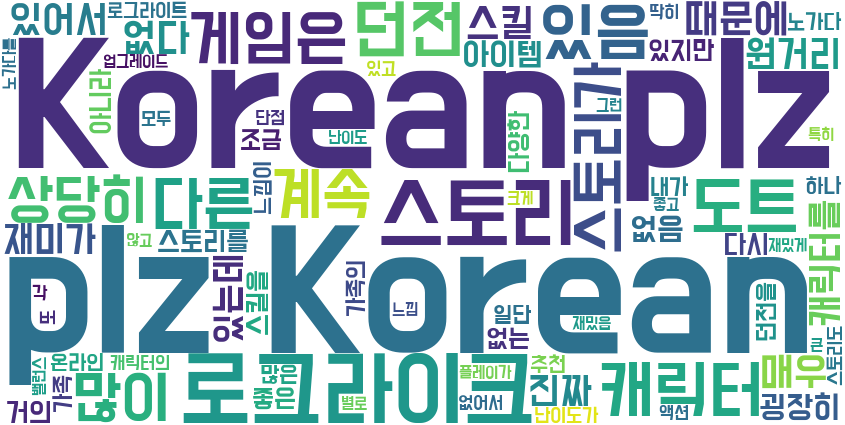 있어서
로그라이트
없다
게임은
던전
스킬
아이템
있음
딱히
때문에
노가다
있지만
원거리
노가다를
업그레이드
있고
Korean plz
아니라
모두
단점
조금
난이도
다양한
스토리가
그런
특히
상당히
다른
느낌이
계속
스토리
크게
내가
좋고
없음
도트
하나
캐릭터를
재미가
않고
스토리를
다시
재밌게
plz Korean
각
또
있는데
스킬을
가족의
느낌
일단
없는
재밌음
던전을
큰
스토리도
밸런스
온라인
가족
캐릭터의
많이
거의
로그라이크
많은
좋은
별로
플레이가
없어서
추천
진짜
난이도가
캐릭터
액션
매우
굉장히